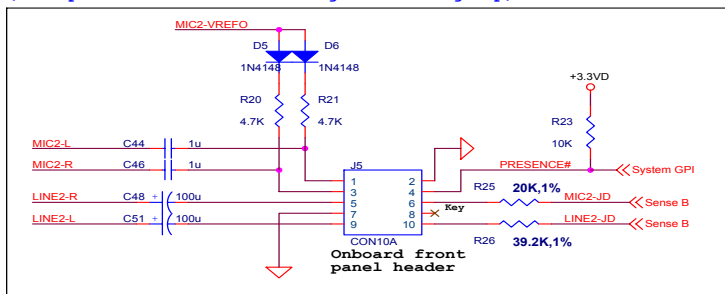 MIC2-VREFO
D5 D6
1N4148 1N4148
+3.3VD
R20 R21
4.7K 4.7K
R23
10K
MIC2-L C44 1u
MIC2-R C46 1u
J5
PRESENCE# System GPI
LINE2-R C48 + 100u
LINE2-L C51 + 100u
1 2
3 4
5 6
7 8
9 10
Key
R25 20K,1% MIC2-JD Sense B
LINE2-JD Sense B
R26 39.2K,1%
CON10A
Onboard front
panel header